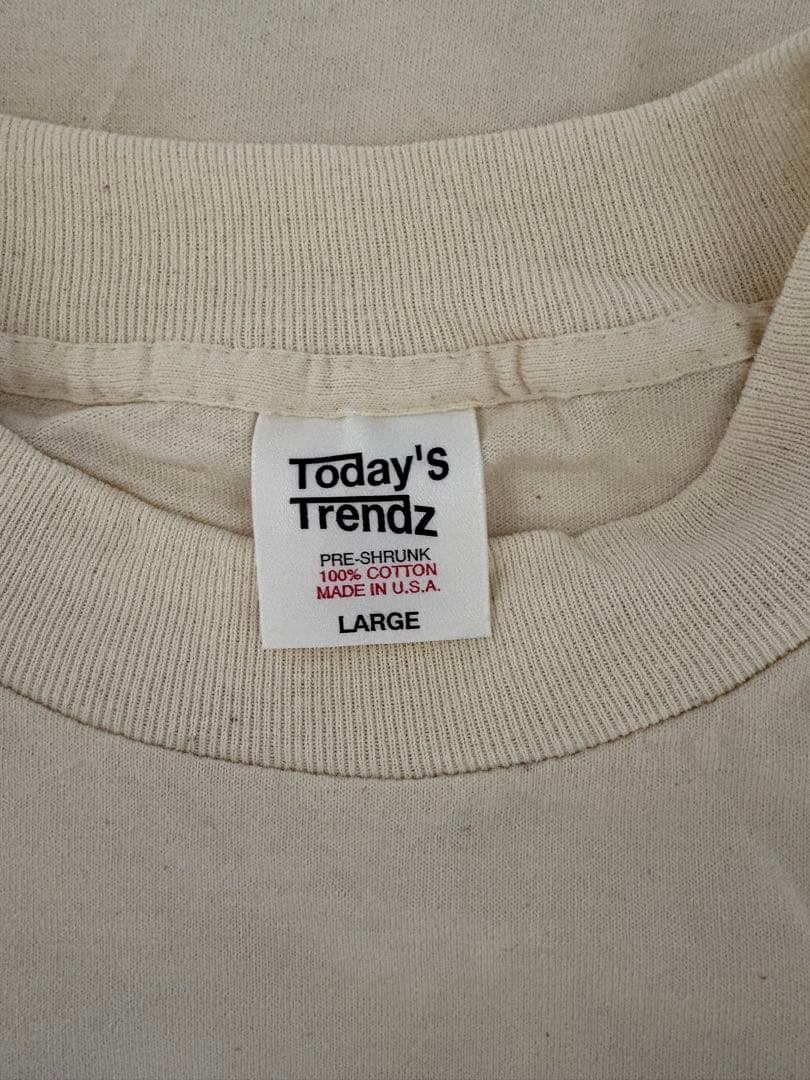 Today's
Trendz
PRE-SHRUNK
100% COTTON
MADE IN U.S.A.
LARGE